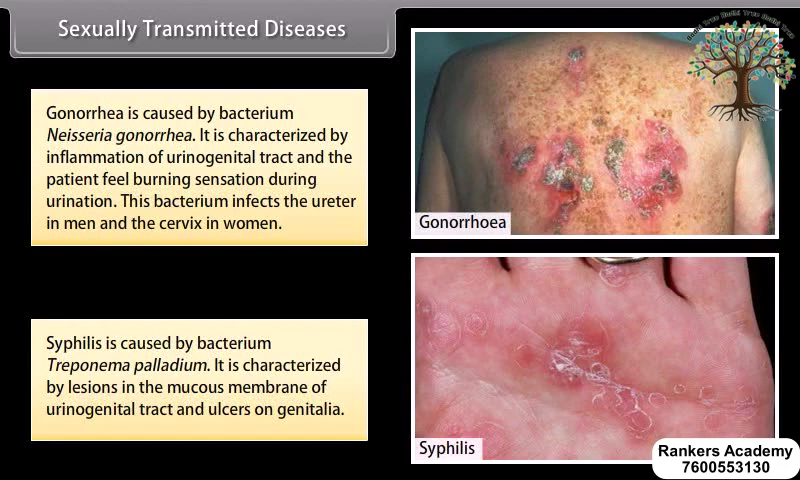 Sexually Transmitted Diseases
Gonorrhea is caused by bacterium
Neisseria gonorrhea. It is characterized by
inflammation of urinogenital tract and the
patient feel burning sensation during
urination. This bacterium infects the ureter
in men and the cervix in women.
Gonorrhoea
Syphilis is caused by bacterium
Treponema palladium. It is characterized
by lesions in the mucous membrane of
urinogenital tract and ulcers on genitalia.
Syphilis
Rankers Academy
7600553130